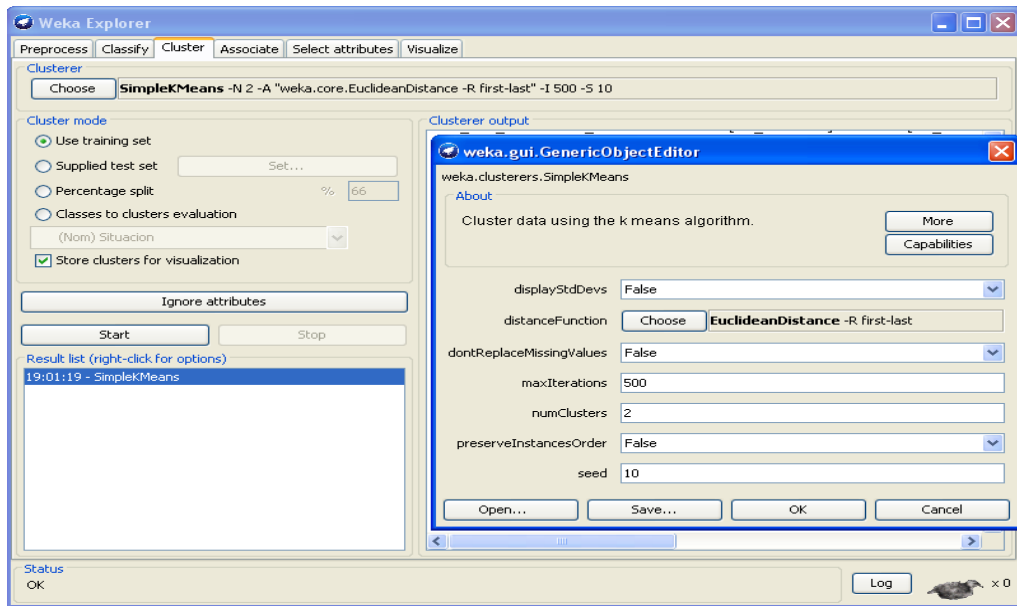 Weka Explorer
Preprocess Classify Cluster Associate Select attributes Visualize
Clusterer
Choose SimpleKMeans -N 2 -A "weka.core.EuclideanDistance -R first-last" -I 500 -S 10
Cluster mode
Use training set
Supplied test set Set...
Percentage split % 66
Classes to clusters evaluation
(Nom) Situacion
Store clusters for visualization
Ignore attributes
Start Stop
Result list (right-click for options)
19:01:19 - SimpleKMeans
Clusterer output
weka.gui.GenericObjectEditor
weka.clusterers.SimpleKMeans
About
Cluster data using the k means algorithm.
More
Capabilities
displayStdDevs False
distanceFunction Choose EuclideanDistance -R first-last
dontReplaceMissingValues False
maxIterations 500
numClusters 2
preserveInstancesOrder False
seed 10
Open... Save... OK Cancel
Status
OK
Log x 0